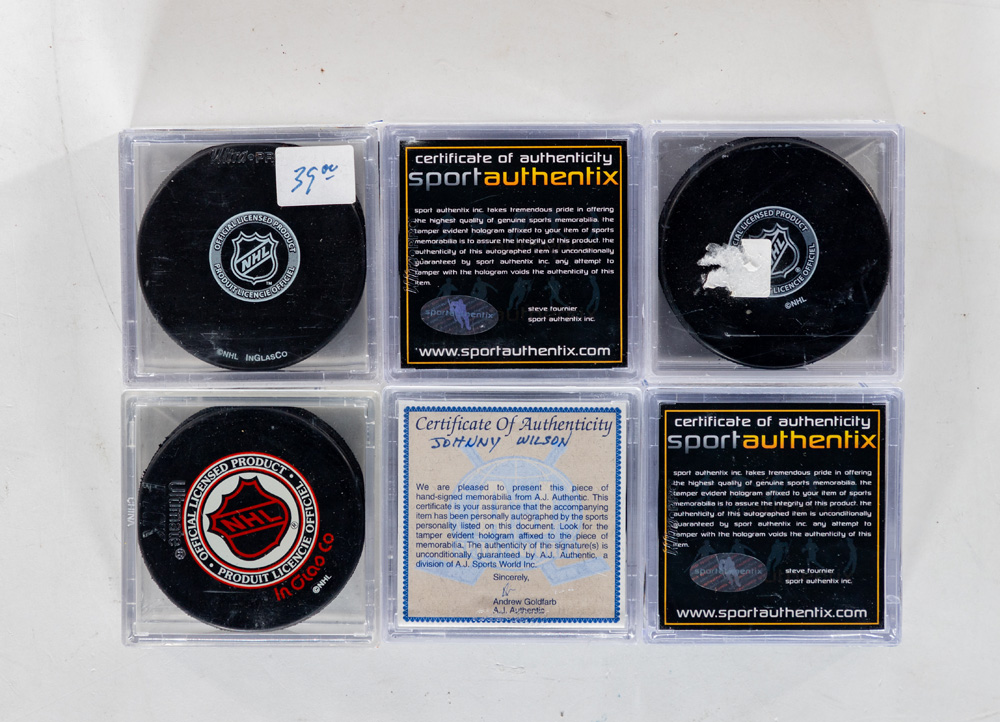 Ultra•PR
39⁰⁰
OFFICIAL LICENSED PRODUCT
NHL
™
PRODUIT LICENCIE OFFICIEL
©NHL InGlasCo
certificate of authenticity
sportauthentix
sport authentix inc. takes tremendous pride in offering
the highest quality of genuine sports memorabilia. the
tamper evident hologram affixed to your item of sports
memorabilia is to assure the integrity of this product. the
authenticity of this autographed item is unconditionally
guaranteed by sport authentix inc. any attempt to
tamper with the hologram voids the authenticity of this
item.
steve fournier
sport authentix inc.
www.sportauthentix.com
LICENSED PRODUCT
LICENCIE OFFICIEL
®
©NHL
Ultimate ®
CHINA
OFFICIAL LICENSED PRODUCT •
NHL
®
• PRODUIT LICENCIE OFFICIEL
InGlasCo
©NHL
Certificate Of Authenticity
JOHNNY WILSON
We are pleased to present this piece of
hand-signed memorabilia from A.J. Authentic. This
certificate is your assurance that the accompanying
item has been personally autographed by the sports
personality listed on this document. Look for the
tamper evident hologram affixed to the piece of
memorabilia. The authenticity of the signature(s) is
unconditionally guaranteed by A.J. Authentic, a
division of A.J. Sports World Inc.
Sincerely,
Andrew Goldfarb
A.J. Authentic
certificate of authenticity
sportauthentix
sport authentix inc. takes tremendous pride in offering
the highest quality of genuine sports memorabilia. the
tamper evident hologram affixed to your item of sports
memorabilia is to assure the integrity of this product. the
authenticity of this autographed item is unconditionally
guaranteed by sport authentix inc. any attempt to
tamper with the hologram voids the authenticity of this
item.
sportauthentix
steve fournier
sport authentix inc.
www.sportauthentix.com